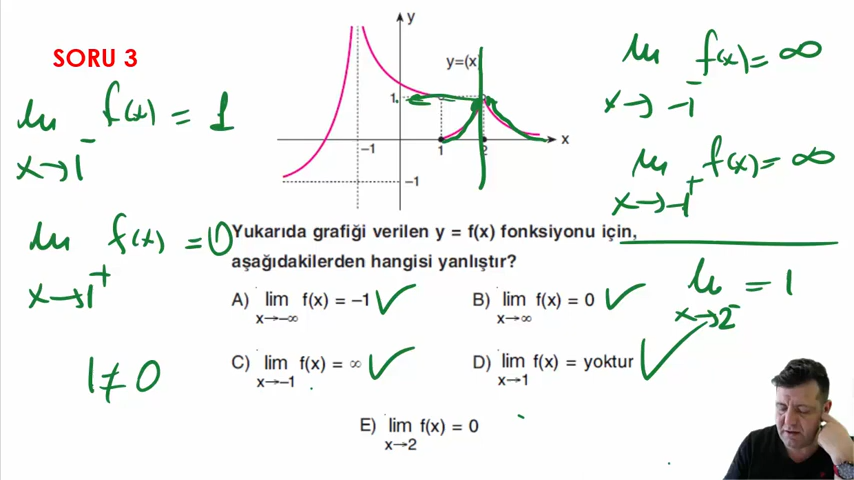 SORU 3
y
y=(x
1
-1
1
2
x
-1
lim f(x) = 1
x→1⁻
lim f(x) = 0
x→1⁺
1 ≠ 0
lim f(x) = ∞
x→-1⁻
lim f(x) = ∞
x→-1⁺
lim = 1
x→2⁻
Yukarıda grafiği verilen y = f(x) fonksiyonu için,
aşağıdakilerden hangisi yanlıştır?
A) lim f(x) = -1
x→-∞
B) lim f(x) = 0
x→∞
C) lim f(x) = ∞
x→-1
D) lim f(x) = yoktur
x→1
E) lim f(x) = 0
x→2